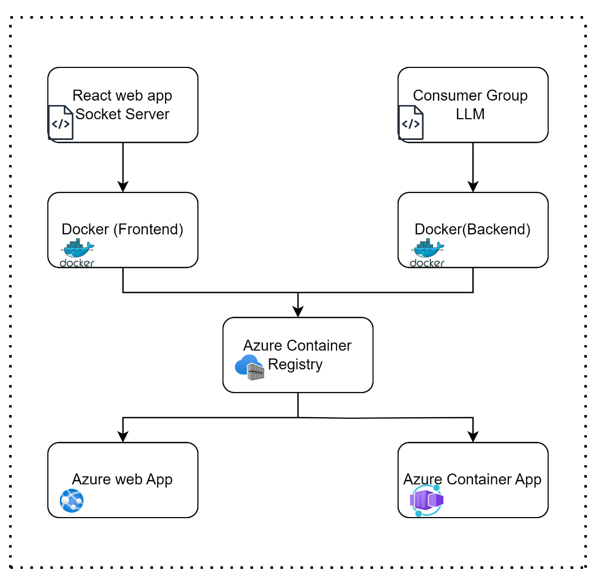 React web app
Socket Server
</>
Consumer Group
LLM
</>
Docker (Frontend)
docker
Docker(Backend)
docker
Azure Container
Registry
Azure web App
Azure Container App